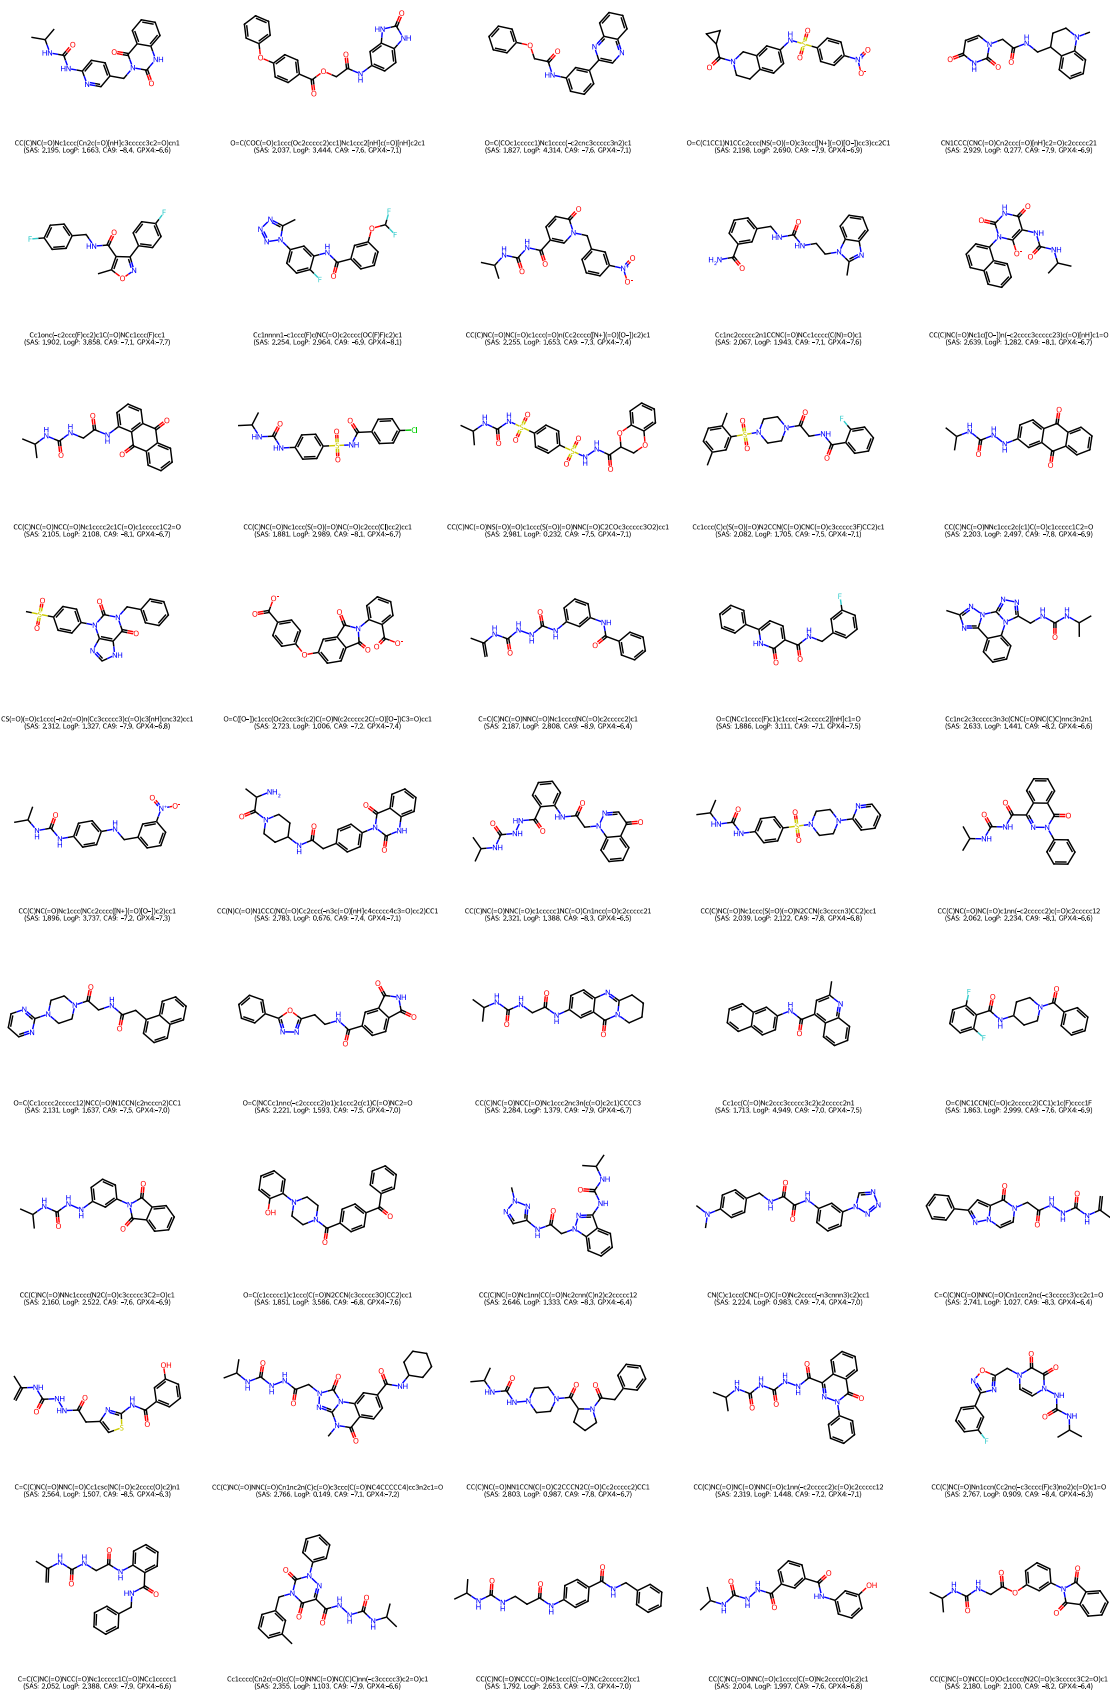 CC(C)NC(=O)Nc1ccc(Cn2c(=O)[nH]c3ccccc3c2=O)cn1
(SAS: 2,195, LogP: 1,663, CA9: -8,4, GPX4:-6,6)
O=C(COC(=O)c1ccc(Oc2ccccc2)cc1)Nc1ccc2[nH]c(=O)[nH]c2c1
(SAS: 2,037, LogP: 3,444, CA9: -7,6, GPX4:-7,1)
O=C(COc1ccccc1)Nc1cccc(-c2cnc3ccccc3n2)c1
(SAS: 1,827, LogP: 4,314, CA9: -7,6, GPX4:-7,1)
O=C(C1CC1)N1CCc2ccc(NS(=O)(=O)c3ccc([N+](=O)[O-])cc3)cc2C1
(SAS: 2,198, LogP: 2,690, CA9: -7,9, GPX4:-6,9)
CN1CCC(CNC(=O)Cn2ccc(=O)[nH]c2=O)c2ccccc21
(SAS: 2,929, LogP: 0,277, CA9: -7,9, GPX4:-6,9)
Cc1onc(-c2ccc(F)cc2)c1C(=O)NCc1ccc(F)cc1
(SAS: 1,902, LogP: 3,858, CA9: -7,1, GPX4:-7,7)
Cc1nnnn1-c1ccc(F)c(NC(=O)c2cccc(OC(F)F)c2)c1
(SAS: 2,254, LogP: 2,964, CA9: -6,9, GPX4:-8,1)
CC(C)NC(=O)NC(=O)c1ccc(=O)n(Cc2cccc([N+](=O)[O-])c2)c1
(SAS: 2,255, LogP: 1,653, CA9: -7,3, GPX4:-7,4)
Cc1nc2ccccc2n1CCNC(=O)NCc1cccc(C(N)=O)c1
(SAS: 2,067, LogP: 1,943, CA9: -7,1, GPX4:-7,6)
CC(C)NC(=O)Nc1c([O-])n(-c2cccc3ccccc23)c(=O)[nH]c1=O
(SAS: 2,639, LogP: 1,282, CA9: -8,1, GPX4:-6,7)
CC(C)NC(=O)NCC(=O)Nc1cccc2c1C(=O)c1ccccc1C2=O
(SAS: 2,105, LogP: 2,108, CA9: -8,1, GPX4:-6,7)
CC(C)NC(=O)Nc1ccc(S(=O)(=O)NC(=O)c2ccc(Cl)cc2)cc1
(SAS: 1,881, LogP: 2,989, CA9: -8,1, GPX4:-6,7)
CC(C)NC(=O)NS(=O)(=O)c1ccc(S(=O)(=O)NNC(=O)C2COc3ccccc3O2)cc1
(SAS: 2,981, LogP: 0,232, CA9: -7,5, GPX4:-7,1)
Cc1ccc(C)c(S(=O)(=O)N2CCN(C(=O)CNC(=O)c3ccccc3F)CC2)c1
(SAS: 2,082, LogP: 1,705, CA9: -7,5, GPX4:-7,1)
CC(C)NC(=O)NNc1ccc2c(c1)C(=O)c1ccccc1C2=O
(SAS: 2,203, LogP: 2,497, CA9: -7,8, GPX4:-6,9)
CS(=O)(=O)c1ccc(-n2c(=O)n(Cc3ccccc3)c(=O)c3[nH]cnc32)cc1
(SAS: 2,312, LogP: 1,327, CA9: -7,9, GPX4:-6,8)
O=C([O-])c1ccc(Oc2ccc3c(c2)C(=O)N(c2ccccc2C(=O)[O-])C3=O)cc1
(SAS: 2,723, LogP: 1,006, CA9: -7,2, GPX4:-7,4)
C=C(C)NC(=O)NNC(=O)Nc1cccc(NC(=O)c2ccccc2)c1
(SAS: 2,187, LogP: 2,808, CA9: -8,9, GPX4:-6,4)
O=C(NCc1cccc(F)c1)c1ccc(-c2ccccc2)[nH]c1=O
(SAS: 1,886, LogP: 3,111, CA9: -7,1, GPX4:-7,5)
Cc1nc2c3ccccc3n3c(CNC(=O)NC(C)C)nnc3n2n1
(SAS: 2,633, LogP: 1,441, CA9: -8,2, GPX4:-6,6)
CC(C)NC(=O)Nc1ccc(NCc2cccc([N+](=O)[O-])c2)cc1
(SAS: 1,896, LogP: 3,737, CA9: -7,2, GPX4:-7,3)
CC(N)C(=O)N1CCC(NC(=O)Cc2ccc(-n3c(=O)[nH]c4ccccc4c3=O)cc2)CC1
(SAS: 2,783, LogP: 0,676, CA9: -7,4, GPX4:-7,1)
CC(C)NC(=O)NNC(=O)c1ccccc1NC(=O)Cn1ncc(=O)c2ccccc21
(SAS: 2,321, LogP: 1,388, CA9: -8,3, GPX4:-6,5)
CC(C)NC(=O)Nc1ccc(S(=O)(=O)N2CCN(c3ccccn3)CC2)cc1
(SAS: 2,039, LogP: 2,122, CA9: -7,8, GPX4:-6,8)
CC(C)NC(=O)NC(=O)c1nn(-c2ccccc2)c(=O)c2ccccc12
(SAS: 2,062, LogP: 2,234, CA9: -8,1, GPX4:-6,6)
O=C(Cc1cccc2ccccc12)NCC(=O)N1CCN(c2ncccn2)CC1
(SAS: 2,131, LogP: 1,637, CA9: -7,5, GPX4:-7,0)
O=C(NCCc1nnc(-c2ccccc2)o1)c1ccc2c(c1)C(=O)NC2=O
(SAS: 2,221, LogP: 1,593, CA9: -7,5, GPX4:-7,0)
CC(C)NC(=O)NCC(=O)Nc1ccc2nc3n(c(=O)c2c1)CCCC3
(SAS: 2,284, LogP: 1,379, CA9: -7,9, GPX4:-6,7)
Cc1cc(C(=O)Nc2ccc3ccccc3c2)c2ccccc2n1
(SAS: 1,713, LogP: 4,949, CA9: -7,0, GPX4:-7,5)
O=C(NC1CCN(C(=O)c2ccccc2)CC1)c1c(F)cccc1F
(SAS: 1,863, LogP: 2,999, CA9: -7,6, GPX4:-6,9)
CC(C)NC(=O)NNc1cccc(N2C(=O)c3ccccc3C2=O)c1
(SAS: 2,160, LogP: 2,522, CA9: -7,6, GPX4:-6,9)
O=C(c1ccccc1)c1ccc(C(=O)N2CCN(c3ccccc3O)CC2)cc1
(SAS: 1,851, LogP: 3,586, CA9: -6,8, GPX4:-7,6)
CC(C)NC(=O)Nc1nn(CC(=O)Nc2cnn(C)n2)c2ccccc12
(SAS: 2,646, LogP: 1,333, CA9: -8,3, GPX4:-6,4)
CN(C)c1ccc(CNC(=O)C(=O)Nc2cccc(-n3cnnn3)c2)cc1
(SAS: 2,224, LogP: 0,983, CA9: -7,4, GPX4:-7,0)
C=C(C)NC(=O)NNC(=O)Cn1ccn2nc(-c3ccccc3)cc2c1=O
(SAS: 2,741, LogP: 1,027, CA9: -8,3, GPX4:-6,4)
C=C(C)NC(=O)NNC(=O)Cc1csc(NC(=O)c2cccc(O)c2)n1
(SAS: 2,564, LogP: 1,507, CA9: -8,5, GPX4:-6,3)
CC(C)NC(=O)NNC(=O)Cn1nc2n(C)c(=O)c3ccc(C(=O)NC4CCCCC4)cc3n2c1=O
(SAS: 2,766, LogP: 0,149, CA9: -7,1, GPX4:-7,2)
CC(C)NC(=O)NN1CCN(C(=O)C2CCCN2C(=O)Cc2ccccc2)CC1
(SAS: 2,803, LogP: 0,987, CA9: -7,8, GPX4:-6,7)
CC(C)NC(=O)NC(=O)NNC(=O)c1nn(-c2ccccc2)c(=O)c2ccccc12
(SAS: 2,319, LogP: 1,448, CA9: -7,2, GPX4:-7,1)
CC(C)NC(=O)Nn1ccn(Cc2nc(-c3cccc(F)c3)no2)c(=O)c1=O
(SAS: 2,767, LogP: 0,909, CA9: -8,4, GPX4:-6,3)
C=C(C)NC(=O)NCC(=O)Nc1ccccc1C(=O)NCc1ccccc1
(SAS: 2,052, LogP: 2,388, CA9: -7,9, GPX4:-6,6)
Cc1cccc(Cn2c(=O)c(C(=O)NNC(=O)NC(C)C)nn(-c3ccccc3)c2=O)c1
(SAS: 2,355, LogP: 1,103, CA9: -7,9, GPX4:-6,6)
CC(C)NC(=O)NCCC(=O)Nc1ccc(C(=O)NCc2ccccc2)cc1
(SAS: 1,792, LogP: 2,653, CA9: -7,3, GPX4:-7,0)
CC(C)NC(=O)NNC(=O)c1cccc(C(=O)Nc2cccc(O)c2)c1
(SAS: 2,004, LogP: 1,997, CA9: -7,6, GPX4:-6,8)
CC(C)NC(=O)NCC(=O)Oc1cccc(N2C(=O)c3ccccc3C2=O)c1
(SAS: 2,180, LogP: 2,100, CA9: -8,2, GPX4:-6,4)